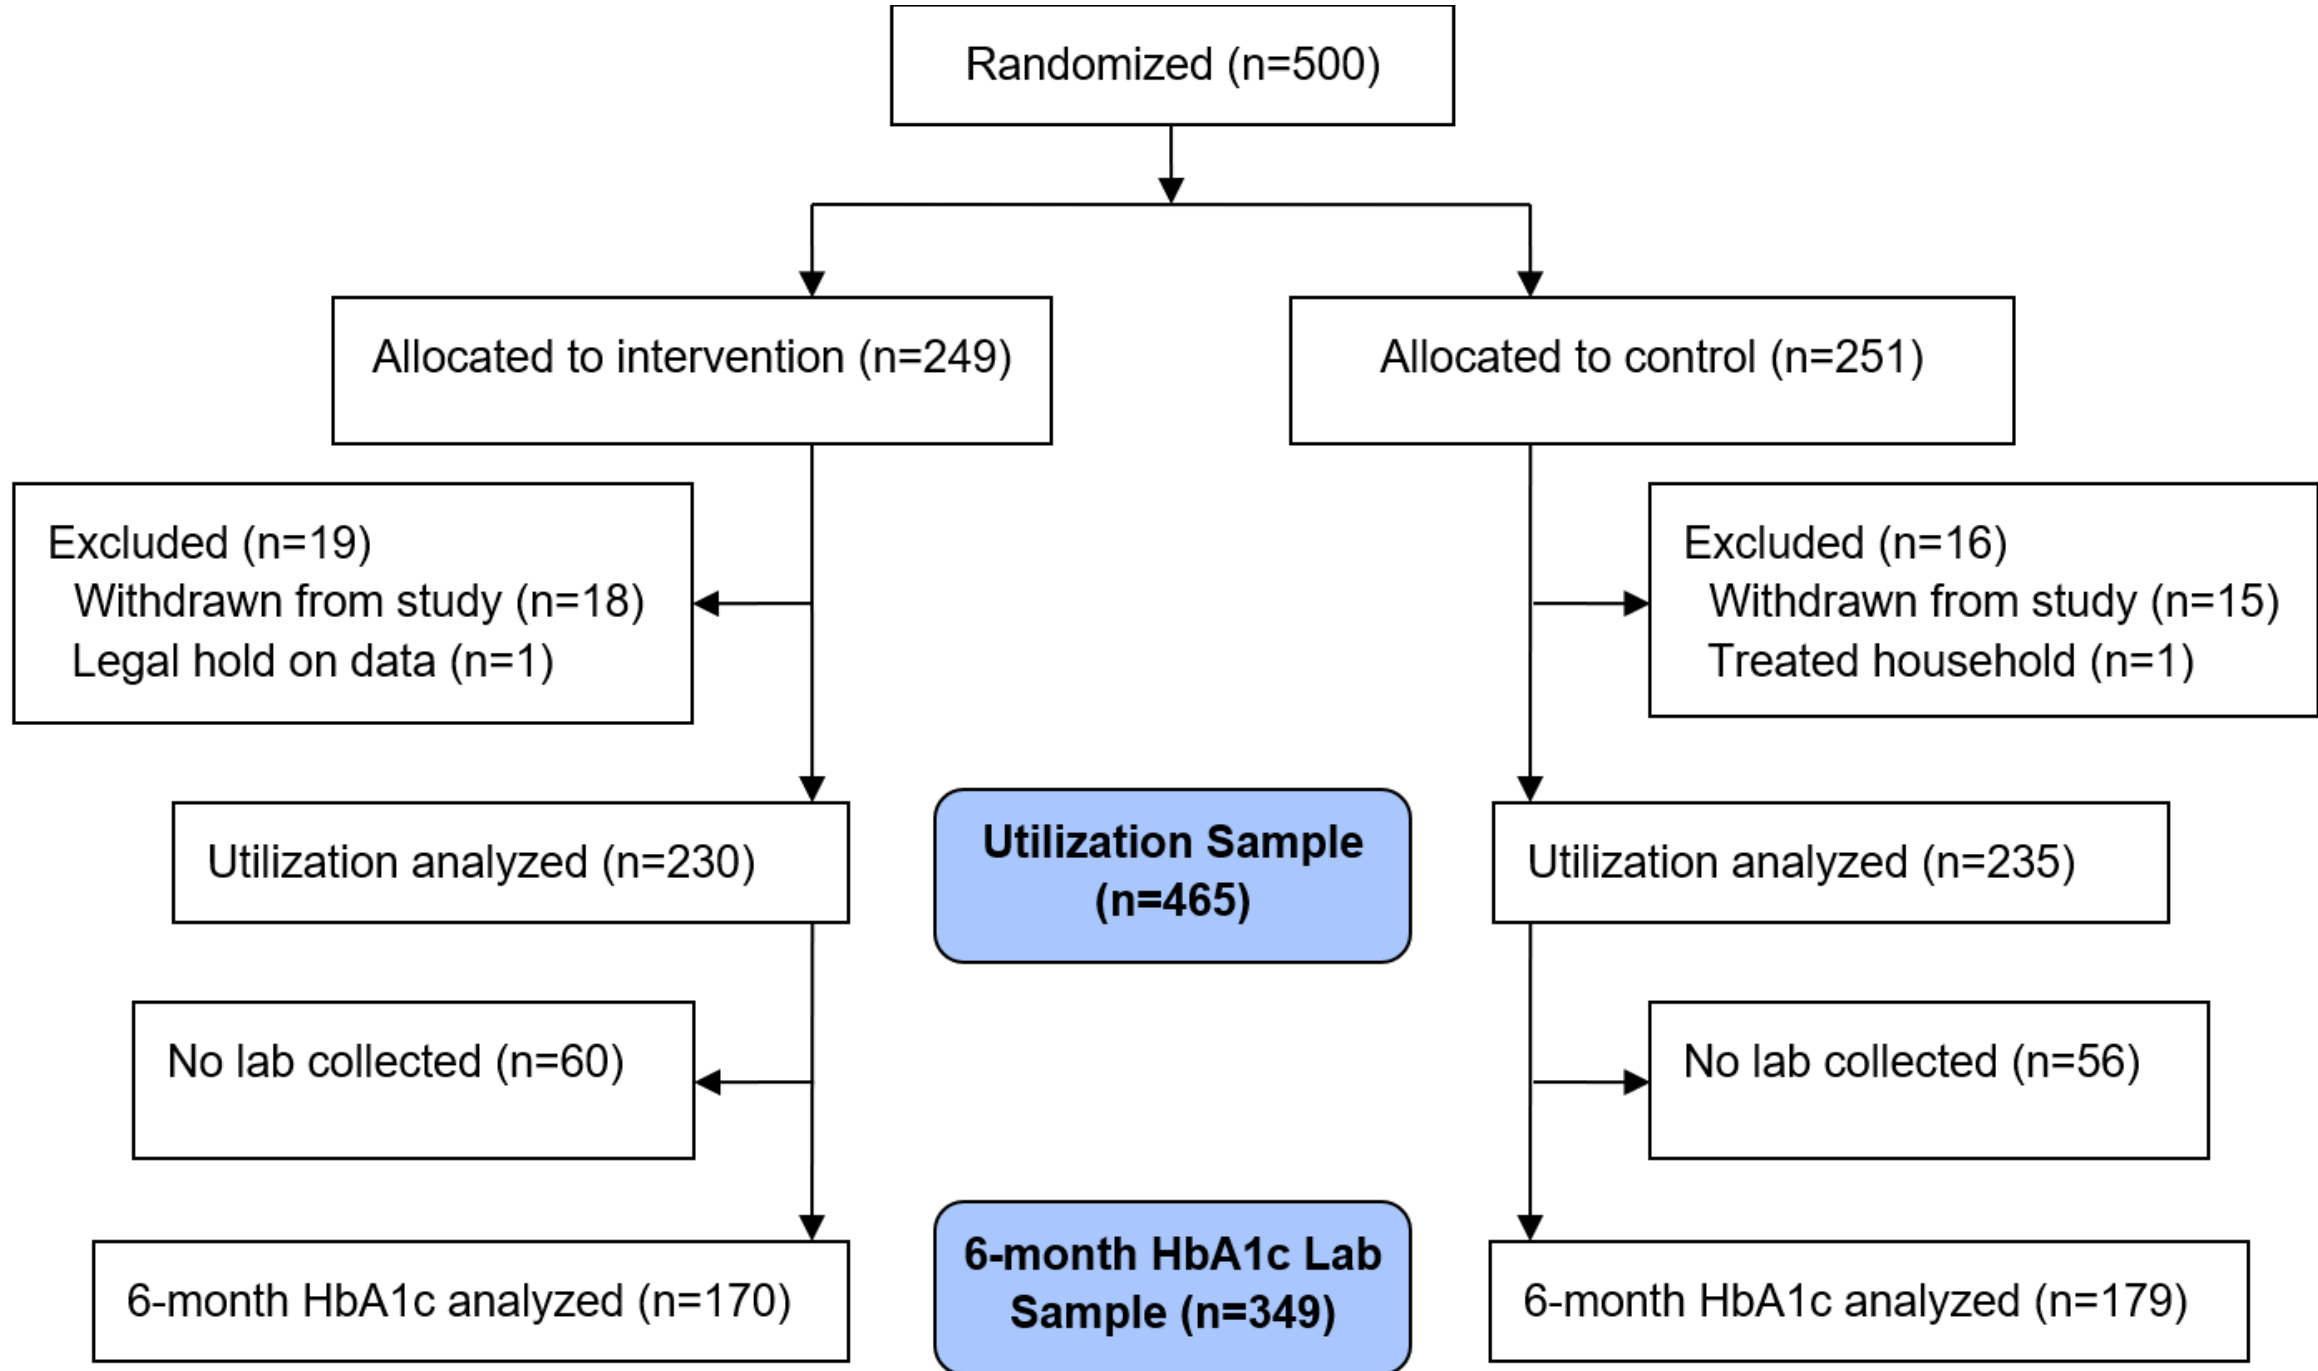 Randomized (n=500)
Allocated to intervention (n=249)
Allocated to control (n=251)
Excluded (n=19)
Withdrawn from study (n=18)
Legal hold on data (n=1)
Excluded (n=16)
Withdrawn from study (n=15)
Treated household (n=1)
Utilization analyzed (n=230)
Utilization Sample
(n=465)
Utilization analyzed (n=235)
No lab collected (n=60)
No lab collected (n=56)
6-month HbA1c analyzed (n=170)
6-month HbA1c Lab
Sample (n=349)
6-month HbA1c analyzed (n=179)